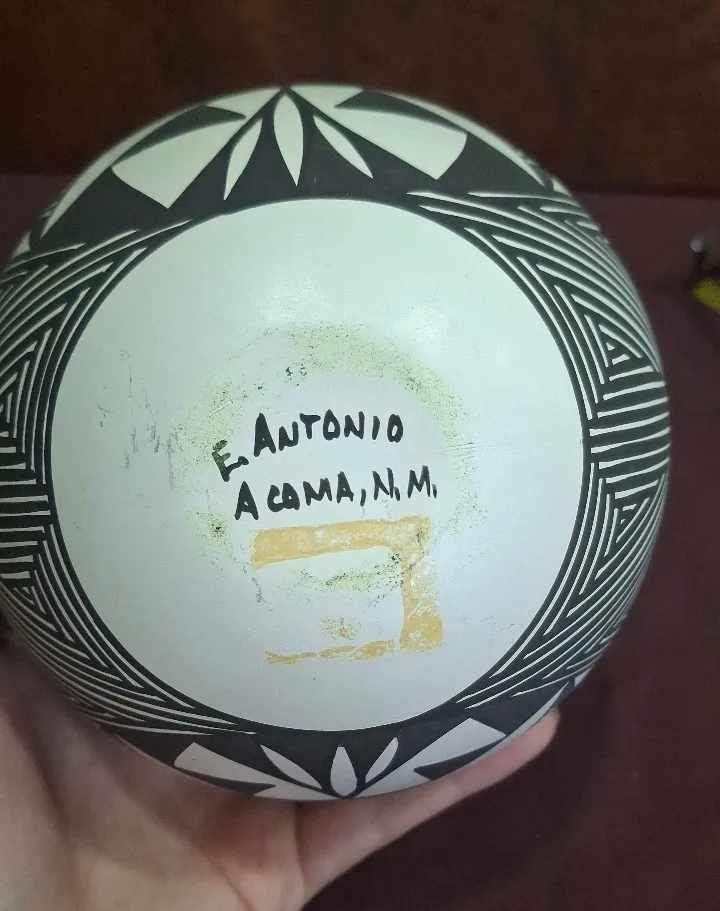 E. ANTONIO
ACOMA, N.M.